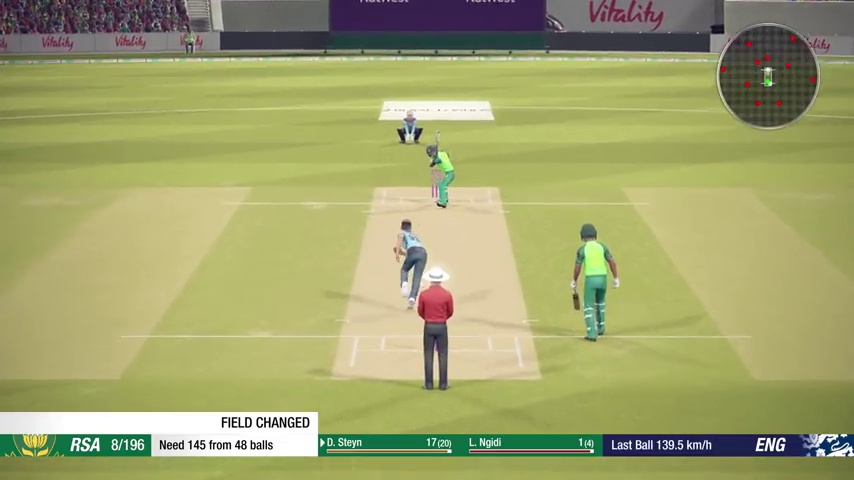 NatWest NatWest
Vitality
Vitality Vitality Vitality
FIELD CHANGED
RSA 8/196 Need 145 from 48 balls D. Steyn 17(20) L. Ngidi 1(4) Last Ball 139.5 km/h ENG